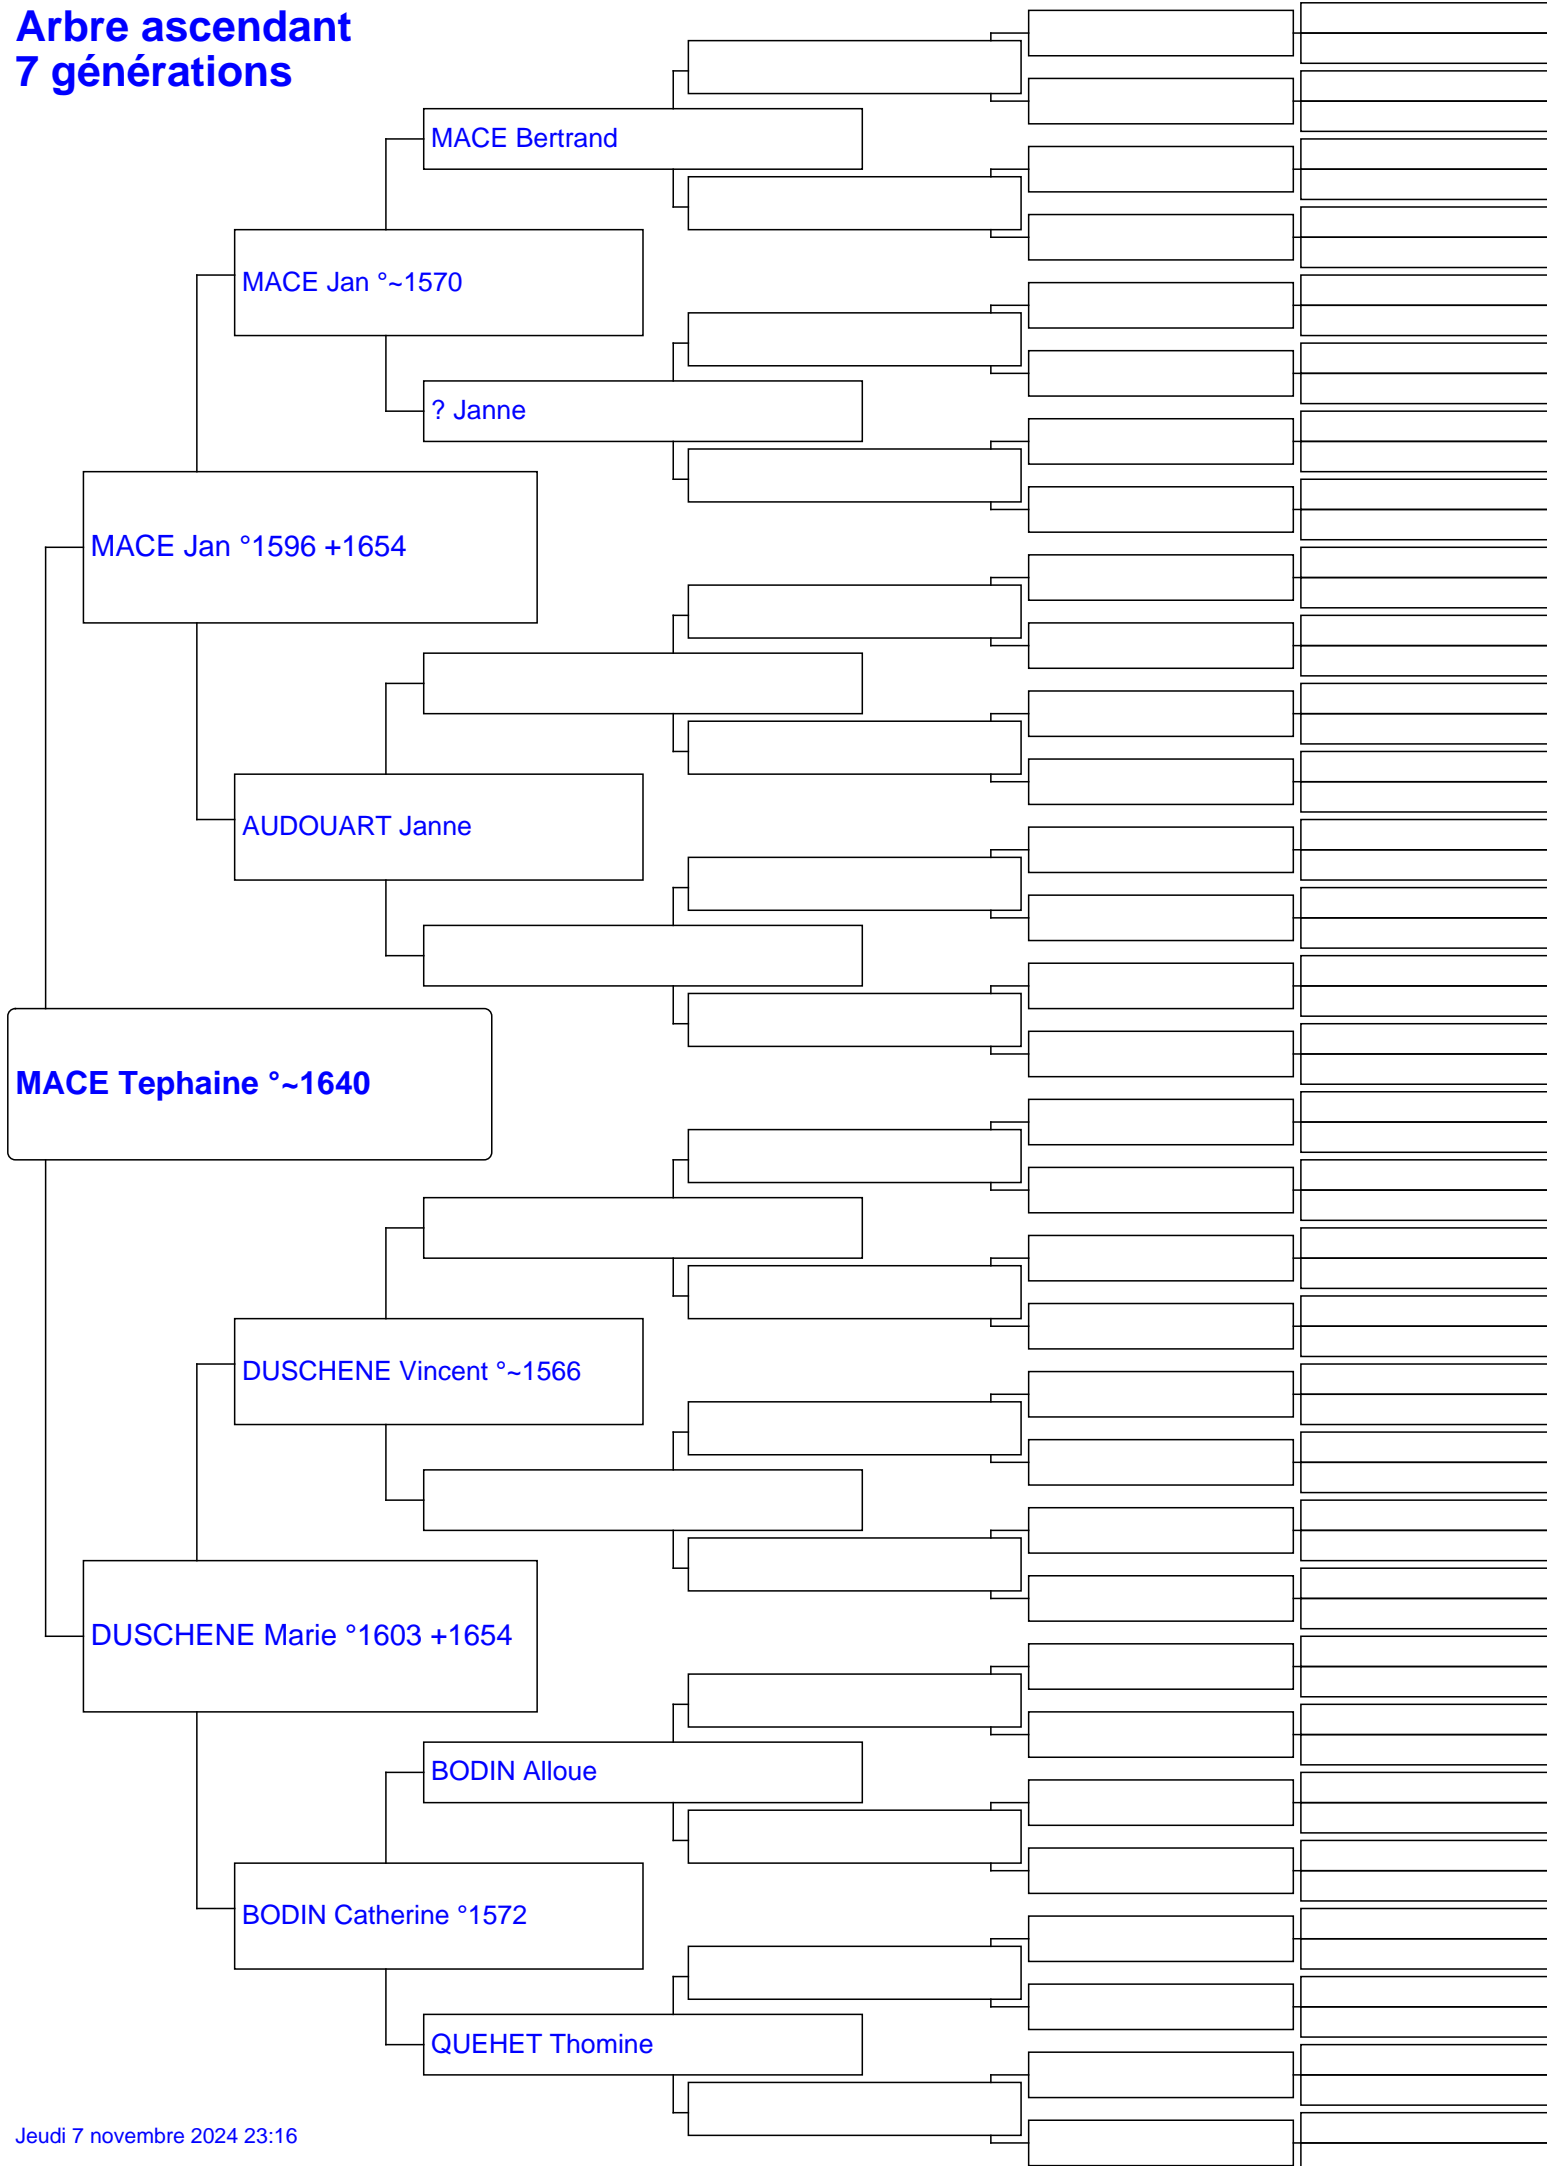 Arbre ascendant
7 générations
MACE Bertrand
MACE Jan °~1570
? Janne
MACE Jan °1596 +1654
AUDOUART Janne
MACE Tephaine °~1640
DUSCHENE Vincent °~1566
DUSCHENE Marie °1603 +1654
BODIN Alloue
BODIN Catherine °1572
QUEHET Thomine
Jeudi 7 novembre 2024 23:16